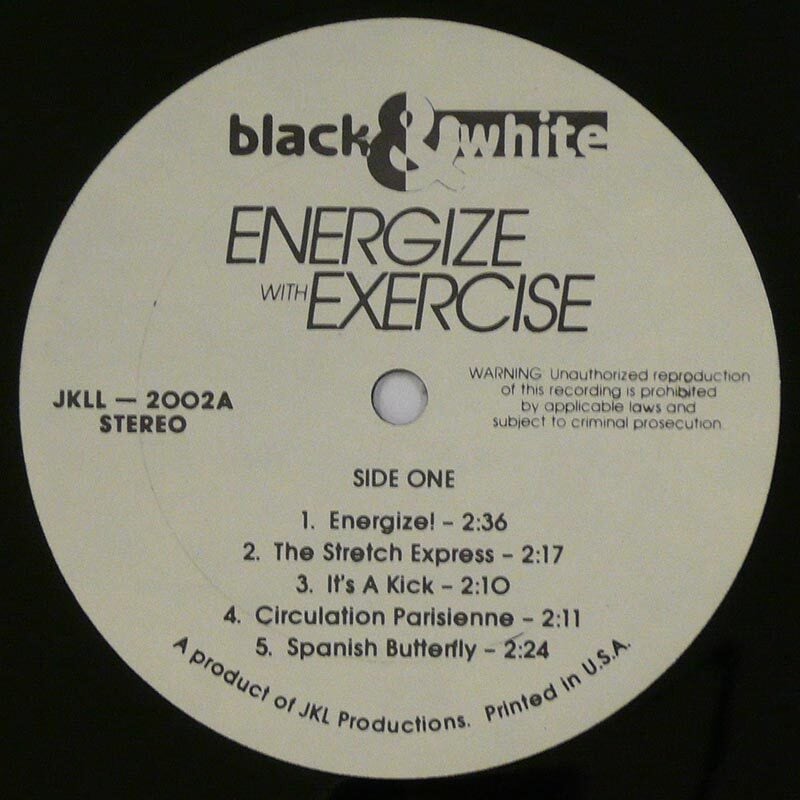 black & white
ENERGIZE
WITH EXERCISE
WARNING Unauthorized reproduction
of this recording is prohibited
by applicable laws and
subject to criminal prosecution.
JKLL — 2002A
STEREO
SIDE ONE
1. Energize! – 2:36
2. The Stretch Express – 2:17
3. It's A Kick – 2:10
4. Circulation Parisienne – 2:11
5. Spanish Butterfly – 2:24
A product of JKL Productions. Printed in U.S.A.